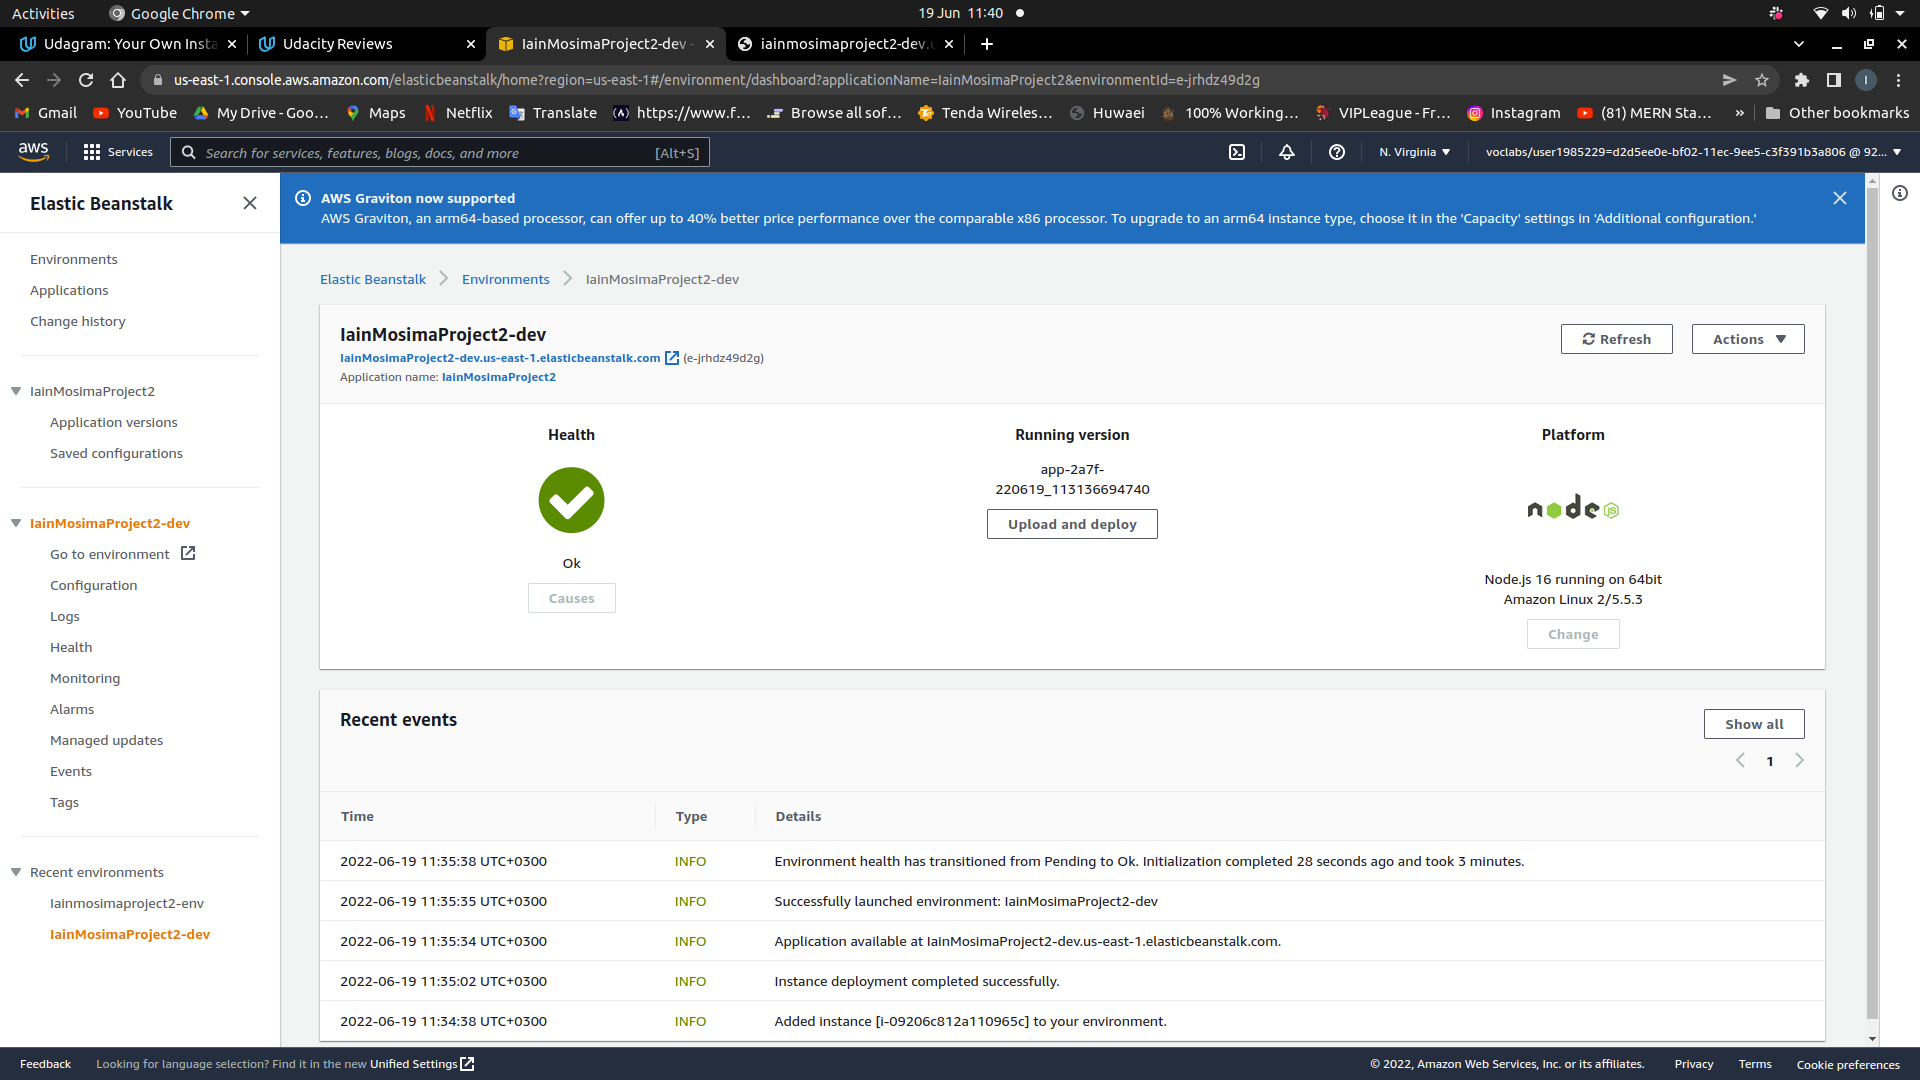 Activities
Google Chrome
19 Jun 11:40
Udagram: Your Own Insta
Udacity Reviews
IainMosimaProject2-dev -
iainmosimaproject2-dev.u
us-east-1.console.aws.amazon.com/elasticbeanstalk/home?region=us-east-1#/environment/dashboard?applicationName=IainMosimaProject2&environmentId=e-jrhdz49d2g
I
Gmail
YouTube
My Drive - Goo...
Maps
Netflix
Translate
https://www.f...
Browse all sof...
Tenda Wireles...
Huwaei
100% Working...
VIPLeague - Fr...
Instagram
(81) MERN Sta...
»
Other bookmarks
aws
Services
Search for services, features, blogs, docs, and more
[Alt+S]
N. Virginia
voclabs/user1985229=d2d5ee0e-bf02-11ec-9ee5-c3f391b3a806 @ 92...
Elastic Beanstalk
Environments
Applications
Change history
IainMosimaProject2
Application versions
Saved configurations
IainMosimaProject2-dev
Go to environment
Configuration
Logs
Health
Monitoring
Alarms
Managed updates
Events
Tags
Recent environments
Iainmosimaproject2-env
IainMosimaProject2-dev
AWS Graviton now supported
AWS Graviton, an arm64-based processor, can offer up to 40% better price performance over the comparable x86 processor. To upgrade to an arm64 instance type, choose it in the 'Capacity' settings in 'Additional configuration.'
Elastic Beanstalk
Environments
IainMosimaProject2-dev
IainMosimaProject2-dev
IainMosimaProject2-dev.us-east-1.elasticbeanstalk.com (e-jrhdz49d2g)
Application name: IainMosimaProject2
Refresh
Actions
Health
Ok
Causes
Running version
app-2a7f-
220619_113136694740
Upload and deploy
Platform
node JS
Node.js 16 running on 64bit
Amazon Linux 2/5.5.3
Change
Recent events
Show all
1
Time Type Details
2022-06-19 11:35:38 UTC+0300 INFO Environment health has transitioned from Pending to Ok. Initialization completed 28 seconds ago and took 3 minutes.
2022-06-19 11:35:35 UTC+0300 INFO Successfully launched environment: IainMosimaProject2-dev
2022-06-19 11:35:34 UTC+0300 INFO Application available at IainMosimaProject2-dev.us-east-1.elasticbeanstalk.com.
2022-06-19 11:35:02 UTC+0300 INFO Instance deployment completed successfully.
2022-06-19 11:34:38 UTC+0300 INFO Added instance [i-09206c812a110965c] to your environment.
Feedback
Looking for language selection? Find it in the new Unified Settings
© 2022, Amazon Web Services, Inc. or its affiliates.
Privacy
Terms
Cookie preferences